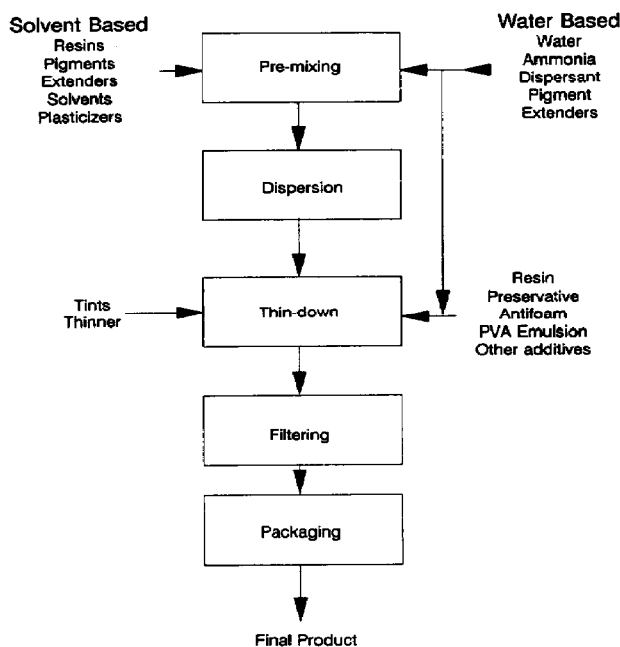 Solvent Based
Resins
Pigments
Extenders
Solvents
Plasticizers
Pre-mixing
Water Based
Water
Ammonia
Dispersant
Pigment
Extenders
Dispersion
Tints
Thinner
Thin-down
Resin
Preservative
Antifoam
PVA Emulsion
Other additives
Filtering
Packaging
Final Product